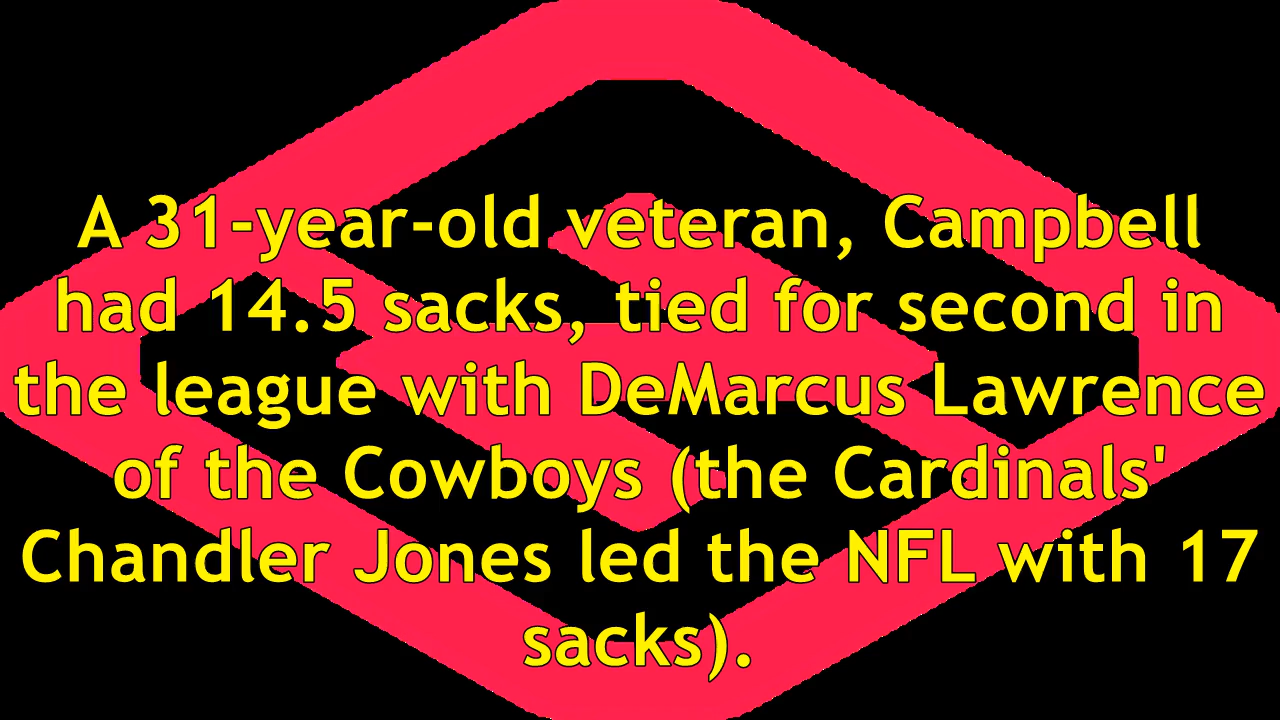 A 31-year-old veteran, Campbell
had 14.5 sacks, tied for second in
the league with DeMarcus Lawrence
of the Cowboys (the Cardinals'
Chandler Jones led the NFL with 17
sacks).